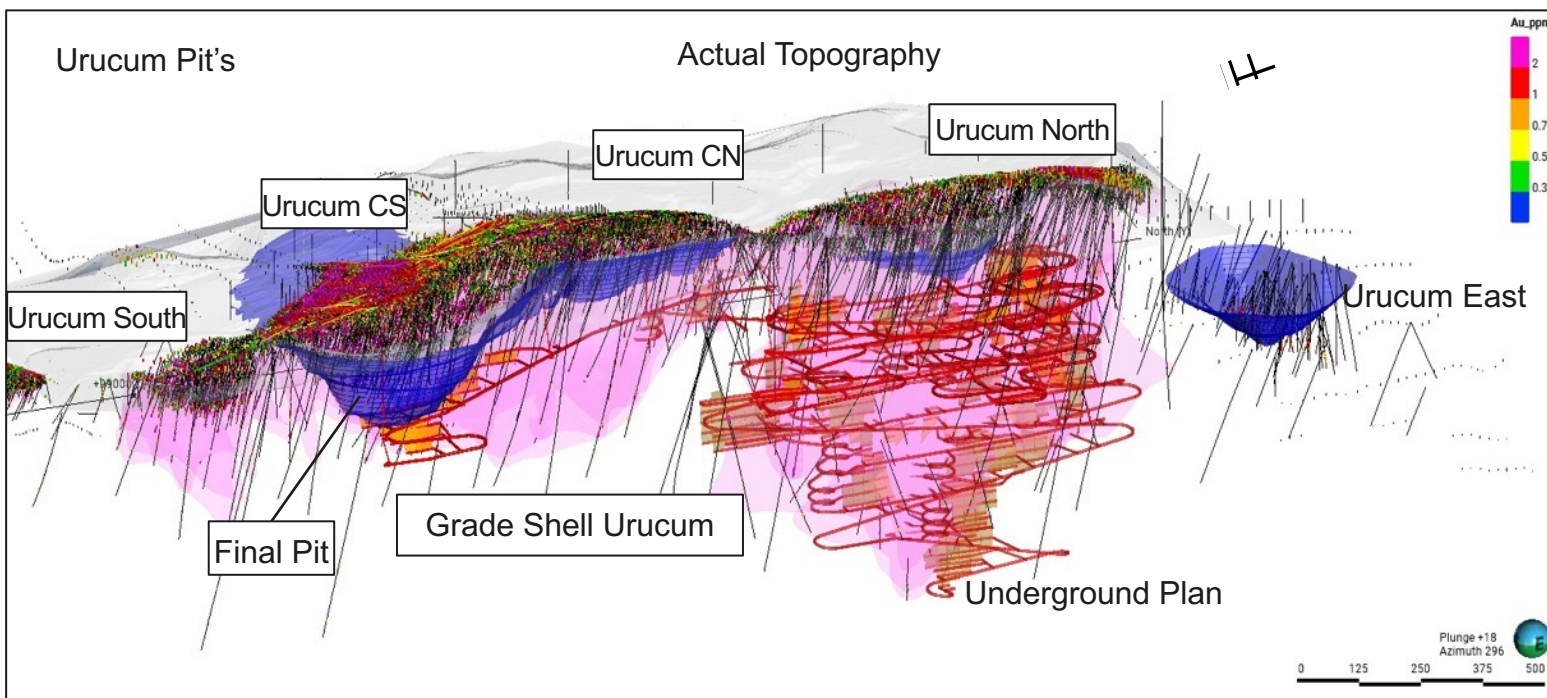 Urucum Pit's
Actual Topography
Au_ppm
2
1
0.7
0.5
0.3
Urucum North
Urucum CN
Urucum CS
North (Y)
Urucum East
Urucum South
Grade Shell Urucum
Final Pit
Underground Plan
Plunge +18
Azimuth 296
E
0 125 250 375 500